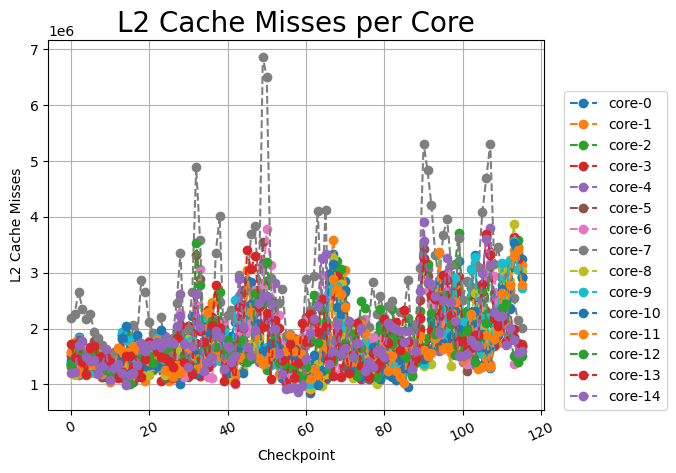 L2 Cache Misses per Core
1e6
7
6
5
4
3
2
1
L2 Cache Misses
0
20
40
60
80
100
120
Checkpoint
core-0
core-1
core-2
core-3
core-4
core-5
core-6
core-7
core-8
core-9
core-10
core-11
core-12
core-13
core-14